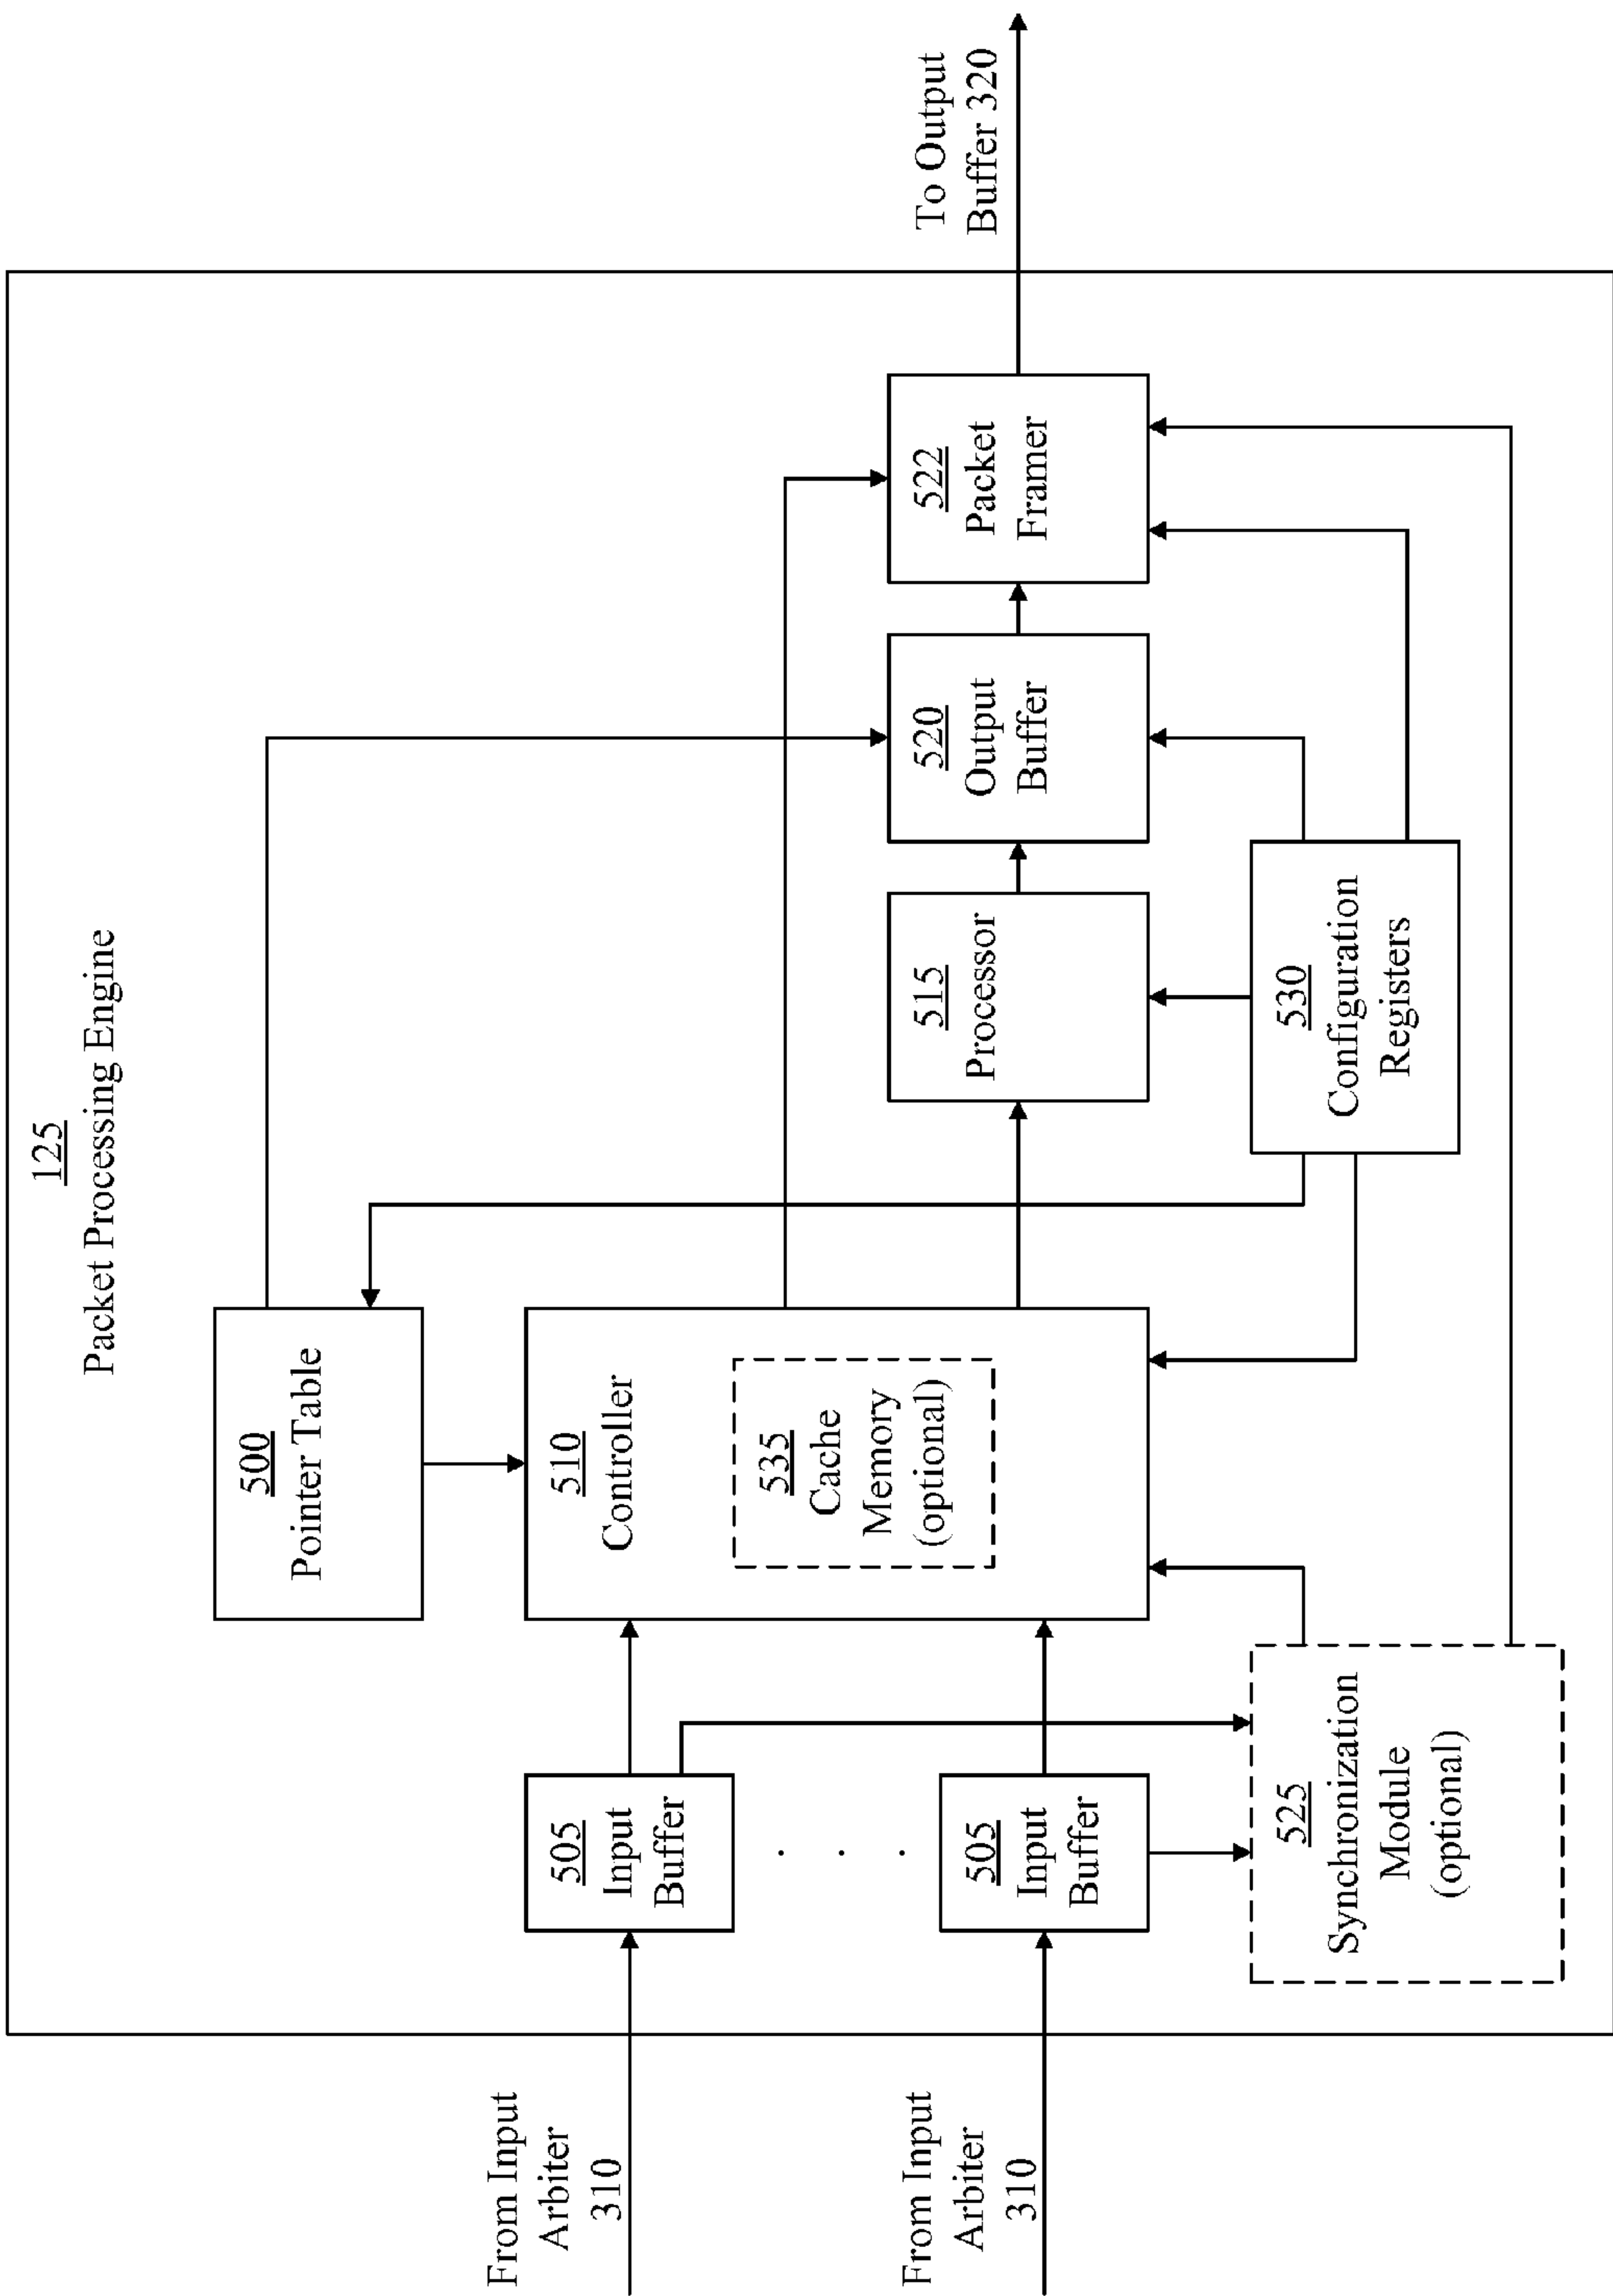 125
Packet Processing Engine
500
Pointer Table
From Input
Arbiter
310
505
Input
Buffer
510
Controller
535
Cache
Memory
(optional)
. . .
From Input
Arbiter
310
505
Input
Buffer
515
Processor
520
Output
Buffer
522
Packet
Framer
To Output
Buffer 320
525
Synchronization
Module
(optional)
530
Configuration
Registers